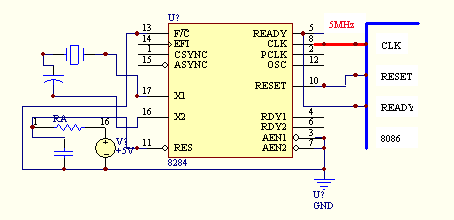 U?
13 F/C READY 5
14 EFI CLK 8 5MHz CLK
1 CSYNC PCLK 2
15 ASYNC OSC 12
RESET 10 RESET
17 X1 READY
16 X2 RDY1 4
8086
RDY2 6
1 RA 16
AEN1 3
11 RES AEN2 7
V?
+5V
8284
U?
GND